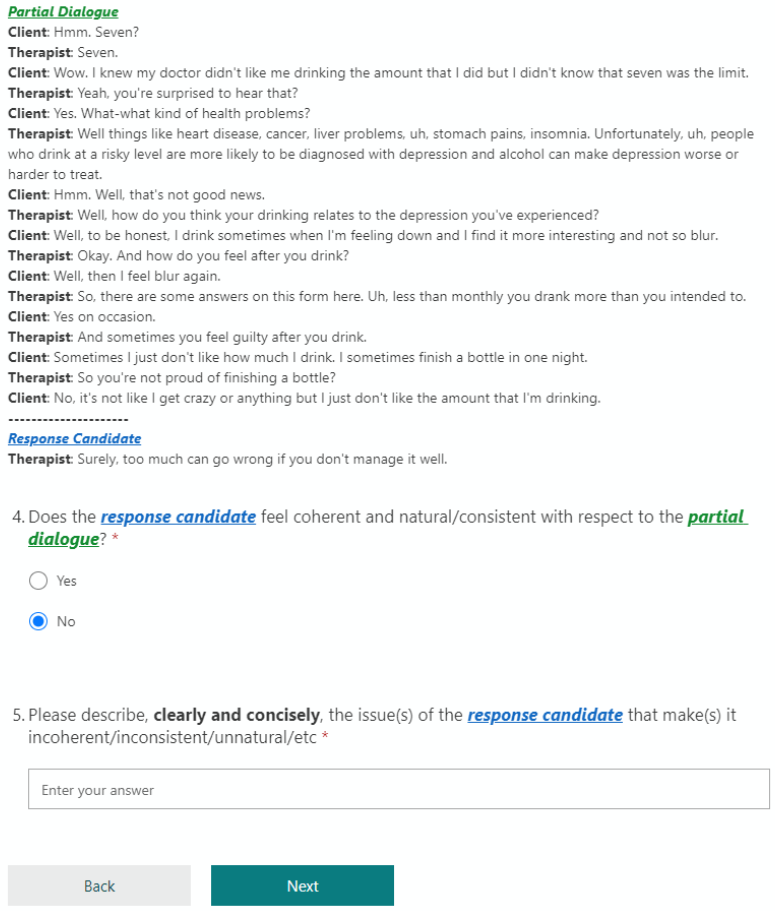 Partial Dialogue
Client: Hmm. Seven?
Therapist: Seven.
Client: Wow. I knew my doctor didn't like me drinking the amount that I did but I didn't know that seven was the limit.
Therapist: Yeah, you're surprised to hear that?
Client: Yes. What-what kind of health problems?
Therapist: Well things like heart disease, cancer, liver problems, uh, stomach pains, insomnia. Unfortunately, uh, people
who drink at a risky level are more likely to be diagnosed with depression and alcohol can make depression worse or
harder to treat.
Client: Hmm. Well, that's not good news.
Therapist: Well, how do you think your drinking relates to the depression you've experienced?
Client: Well, to be honest, I drink sometimes when I'm feeling down and I find it more interesting and not so blur.
Therapist: Okay. And how do you feel after you drink?
Client: Well, then I feel blur again.
Therapist: So, there are some answers on this form here. Uh, less than monthly you drank more than you intended to.
Client: Yes on occasion.
Therapist: And sometimes you feel guilty after you drink.
Client: Sometimes I just don't like how much I drink. I sometimes finish a bottle in one night.
Therapist: So you're not proud of finishing a bottle?
Client: No, it's not like I get crazy or anything but I just don't like the amount that I'm drinking.
---------------------
Response Candidate
Therapist: Surely, too much can go wrong if you don't manage it well.
4. Does the response candidate feel coherent and natural/consistent with respect to the partial
dialogue? *
Yes
No
5. Please describe, clearly and concisely, the issue(s) of the response candidate that make(s) it
incoherent/inconsistent/unnatural/etc *
Enter your answer
Back Next